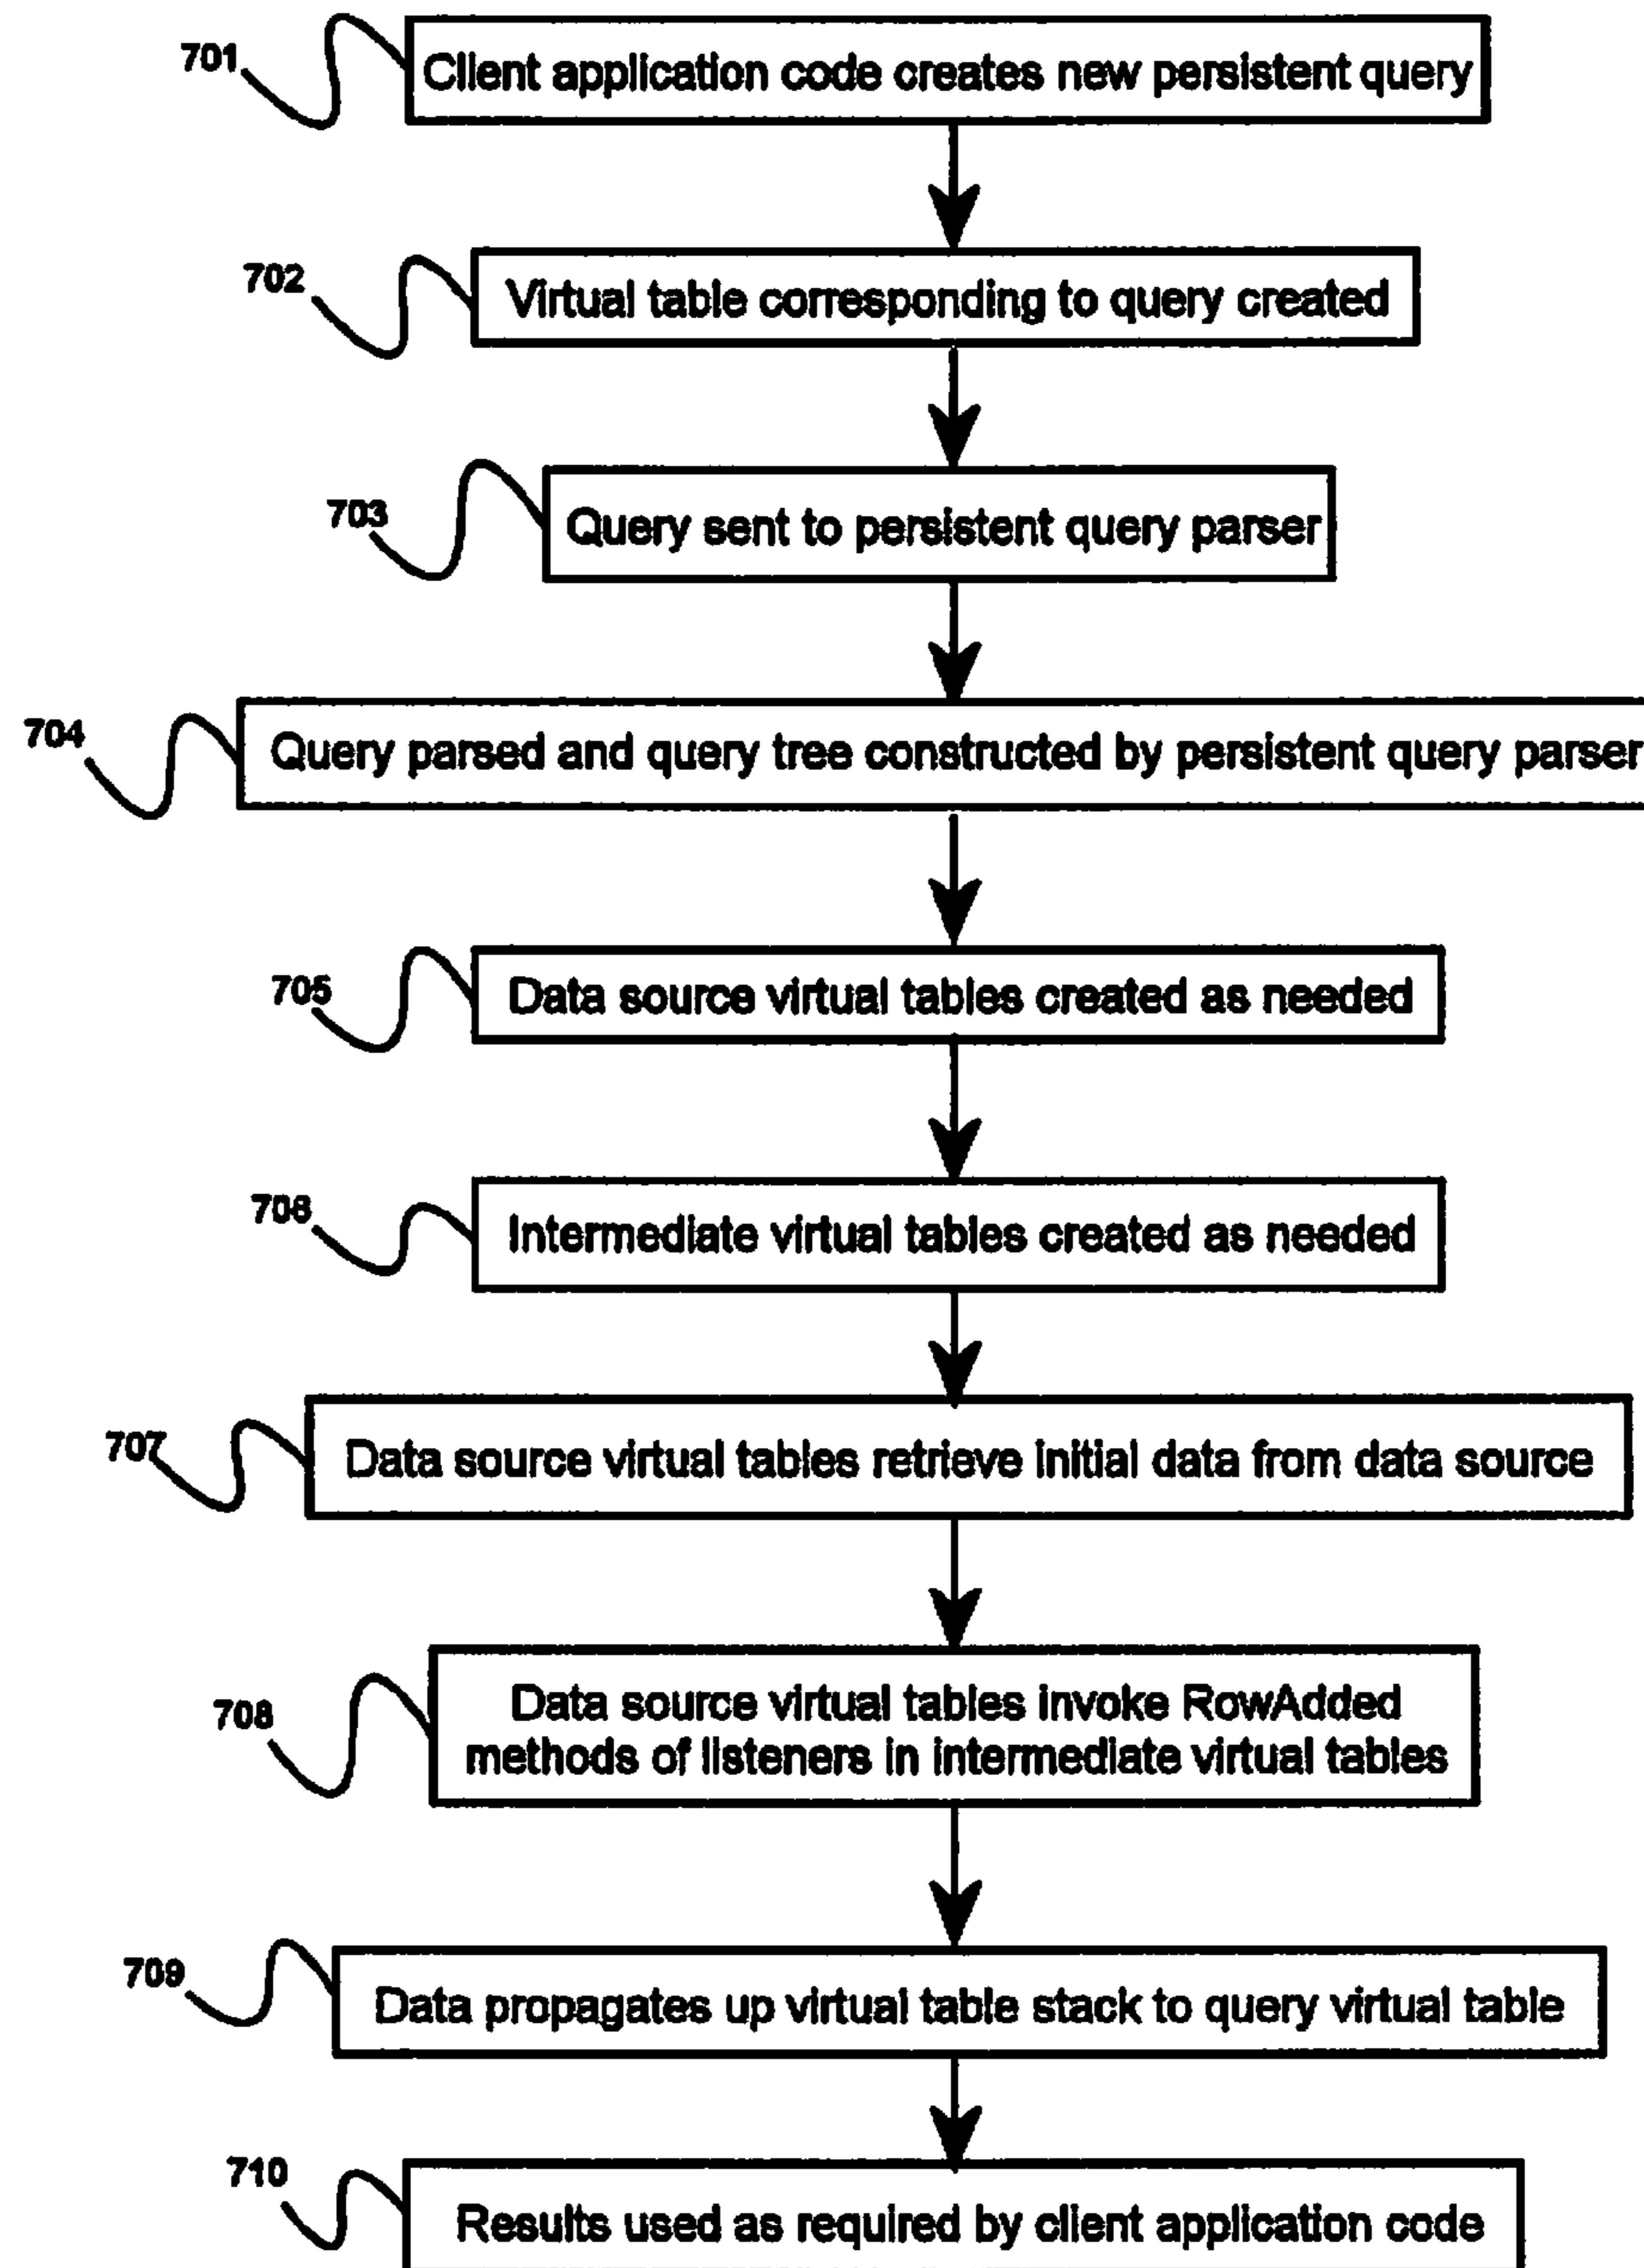 701
Client application code creates new persistent query
702
Virtual table corresponding to query created
703
Query sent to persistent query parser
704
Query parsed and query tree constructed by persistent query parser
705
Data source virtual tables created as needed
706
Intermediate virtual tables created as needed
707
Data source virtual tables retrieve initial data from data source
708
Data source virtual tables invoke RowAdded
methods of listeners in intermediate virtual tables
709
Data propagates up virtual table stack to query virtual table
710
Results used as required by client application code